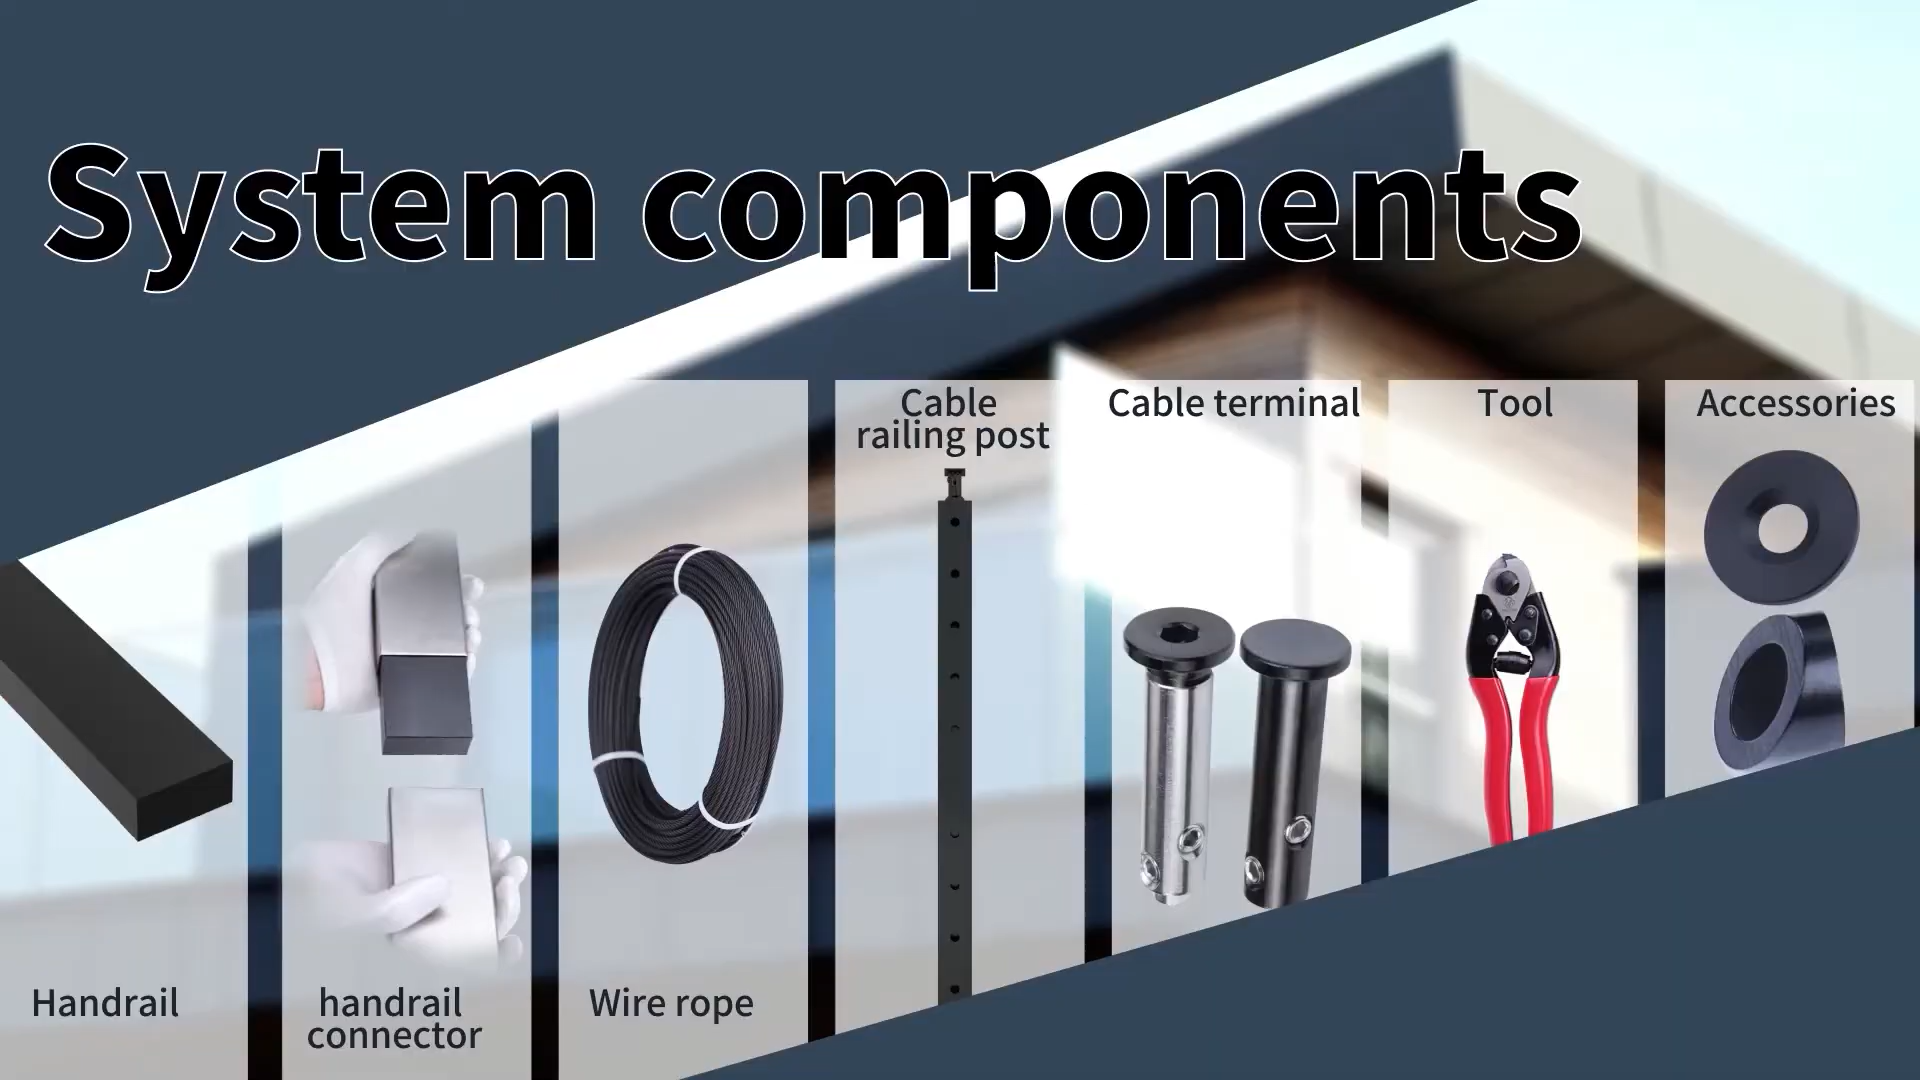 System components
Handrail
handrail
connector
Wire rope
Cable
railing post
Cable terminal
Tool
Accessories